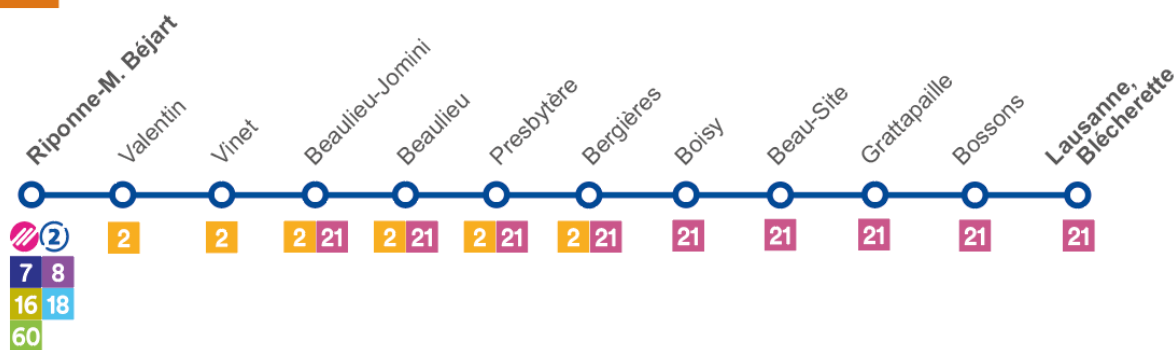 Riponne-M. Béjart
Valentin
Vinet
Beaulieu-Jomini
Beaulieu
Presbytère
Bergières
Boisy
Beau-Site
Grattapaille
Bossons
Lausanne,
Blécherette
2
2
2
2 21
2 21
2 21
2 21
21
21
21
21
21
7 8
16 18
60